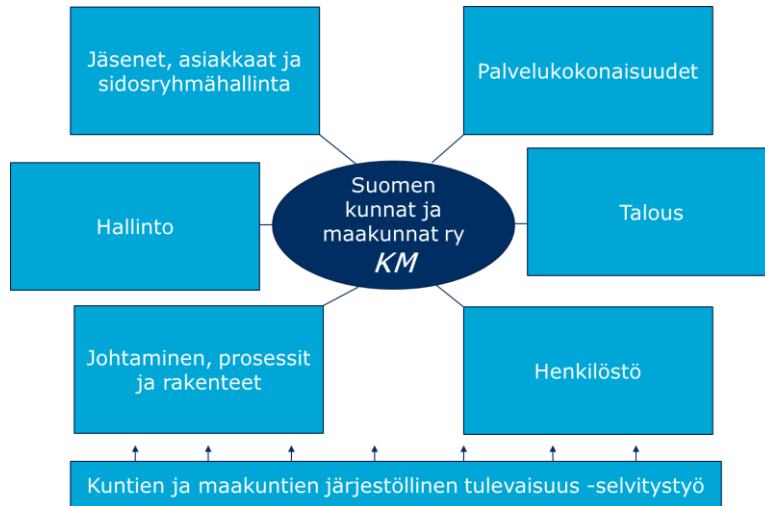 Jäsenet, asiakkaat ja
sidosryhmähallinta
Palvelukokonaisuudet
Hallinto
Suomen
kunnat ja
maakunnat ry
KM
Talous
Johtaminen, prosessit
ja rakenteet
Henkilöstö
Kuntien ja maakuntien järjestöllinen tulevaisuus -selvitystyö